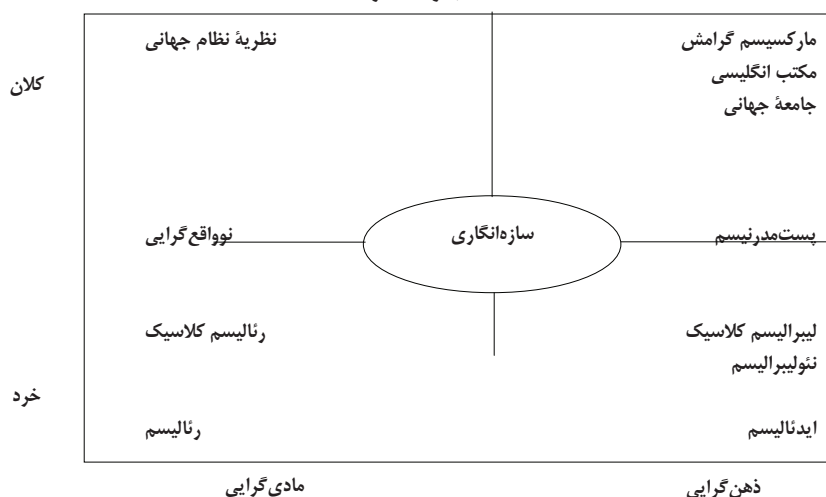 مارکسیسم گرامش
نظریهٔ نظام جهانی
مکتب انگلیسی
کلان
جامعهٔ جهانی
پست‌مدرنیسم
سازه‌انگاری
نوواقع‌گرایی
لیبرالیسم کلاسیک
رئالیسم کلاسیک
نئولیبرالیسم
خرد
ایدئالیسم
رئالیسم
ذهن‌گرایی
مادی‌گرایی